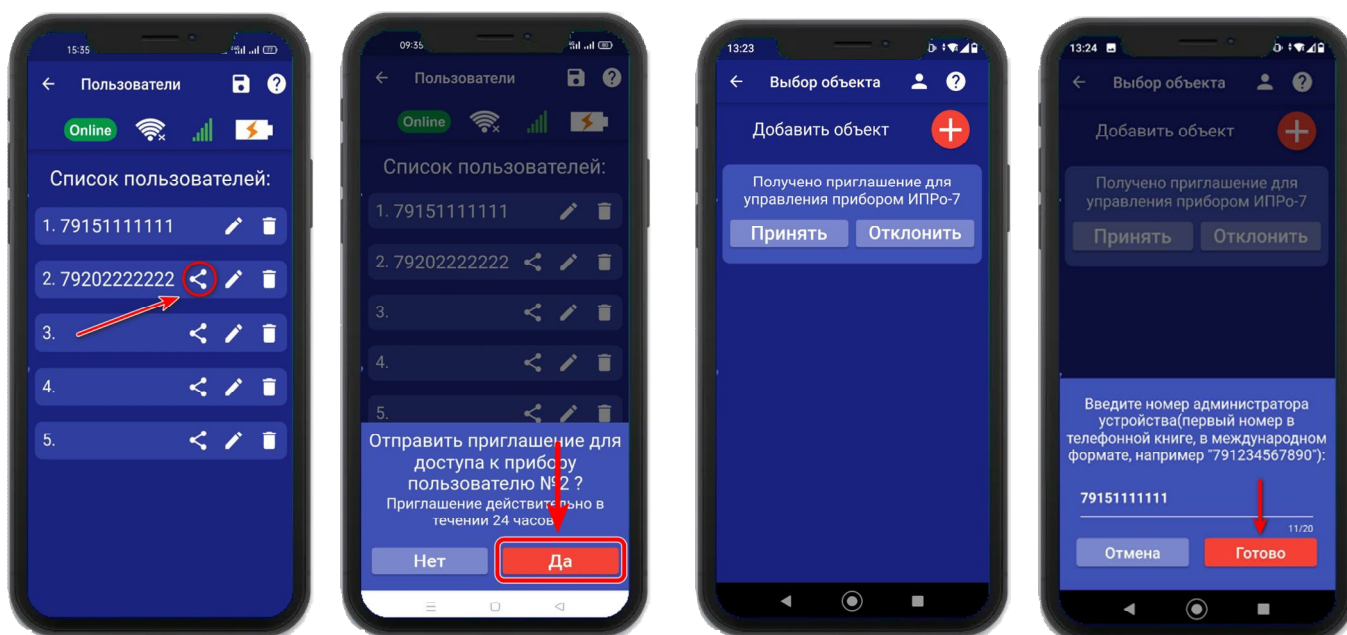 15:35
Пользователи
Online
Список пользователей:
1. 79151111111
2. 79202222222
3.
4.
5.
09:35
Пользователи
Online
Список пользователей:
1. 79151111111
2. 79202222222
3.
4.
5.
Отправить приглашение для
доступа к прибору
пользователю №2 ?
Приглашение действительно в
течении 24 часов
Нет
Да
13:23
Выбор объекта
Добавить объект
Получено приглашение для
управления прибором ИПРо-7
Принять
Отклонить
13:24
Выбор объекта
Добавить объект
Получено приглашение для
управления прибором ИПРо-7
Принять
Отклонить
Введите номер администратора
устройства(первый номер в
телефонной книге, в международном
формате, например "791234567890"):
79151111111
11/20
Отмена
Готово